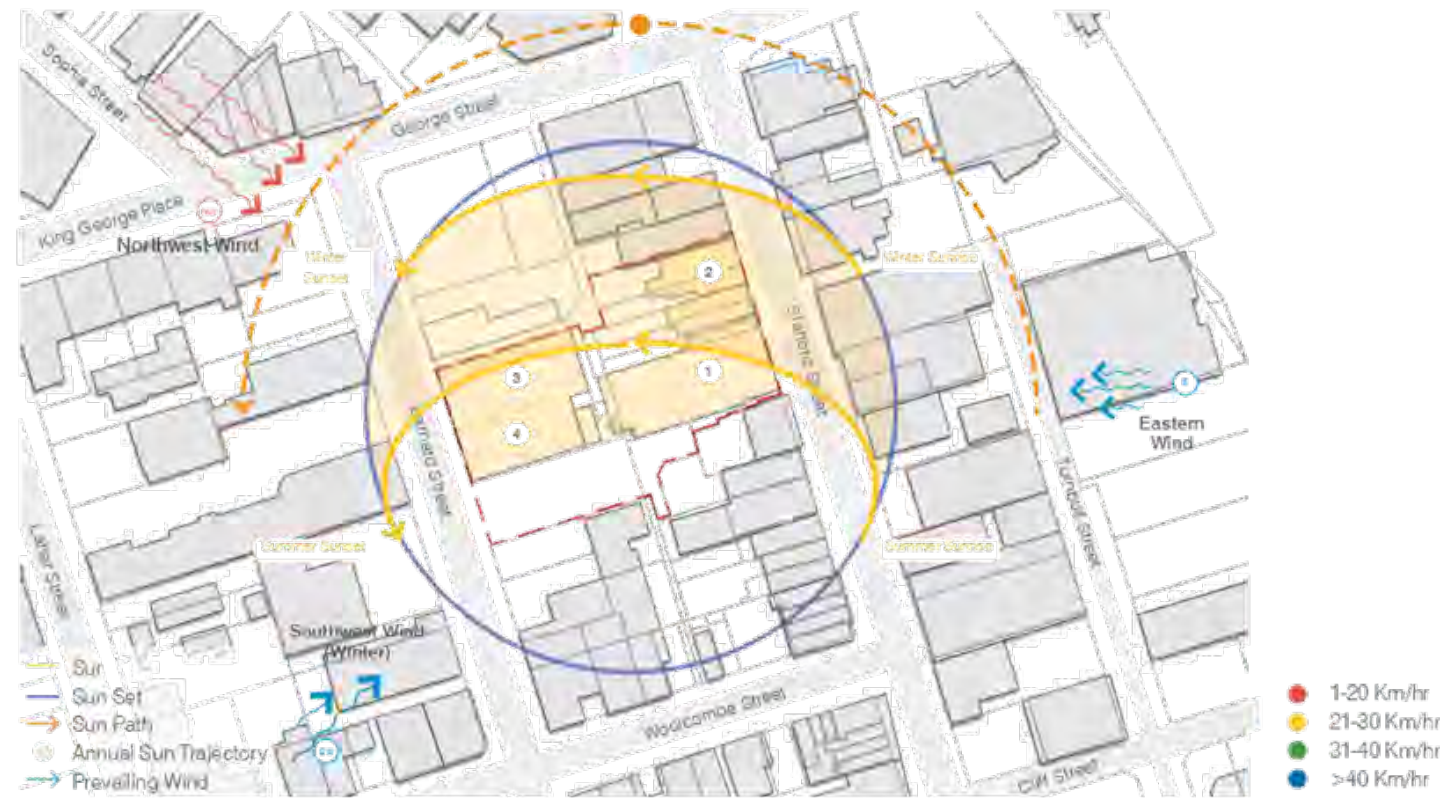 Sophia Street
George Street
King George Place
NW
Northwest Wind
Winter
Sunset
Winter Sunrise
2
3
1
4
Barnard Street
E
Eastern
Wind
Turnbull Street
Summer Sunset
Summer Sunrise
Southwest Wind
(Winter)
SW
Woolcombe Street
Cliff Street
Sun
Sun Set
Sun Path
Annual Sun Trajectory
Prevailing Wind
1-20 Km/hr
21-30 Km/hr
31-40 Km/hr
>40 Km/hr